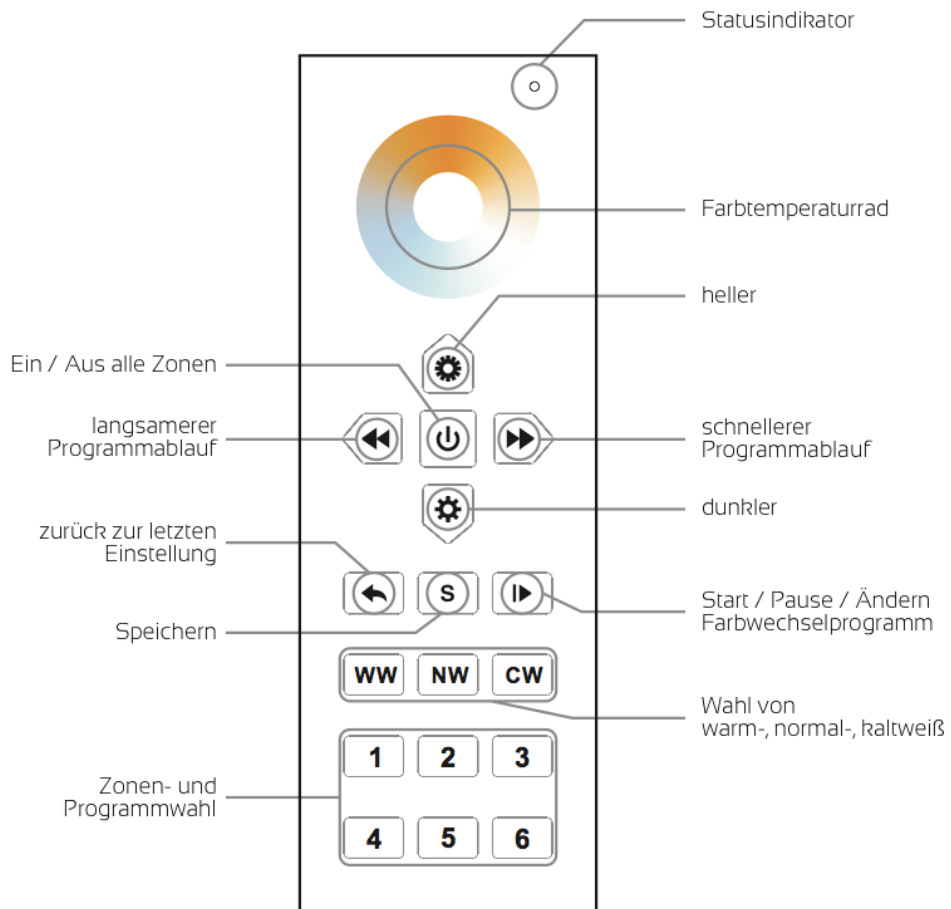 Statusindikator
Farbtemperaturrad
heller
Ein / Aus alle Zonen
langsamerer
Programmablauf
schnellerer
Programmablauf
dunkler
zurück zur letzten
Einstellung
S
Speichern
Start / Pause / Ändern
Farbwechselprogramm
WW NW CW
Wahl von
warm-, normal-, kaltweiß
1 2 3
Zonen- und
Programmwahl
4 5 6